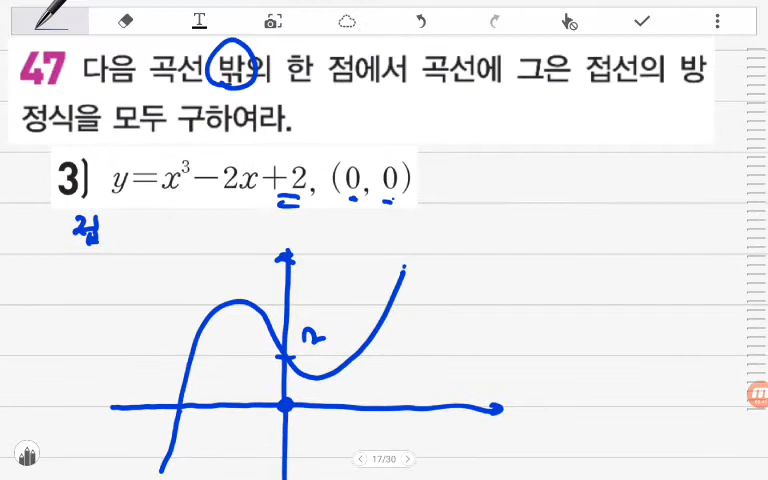 T
47 다음 곡선 밖의 한 점에서 곡선에 그은 접선의 방
정식을 모두 구하여라.
3) y=x³-2x+2, (0, 0)
접
2
17/30